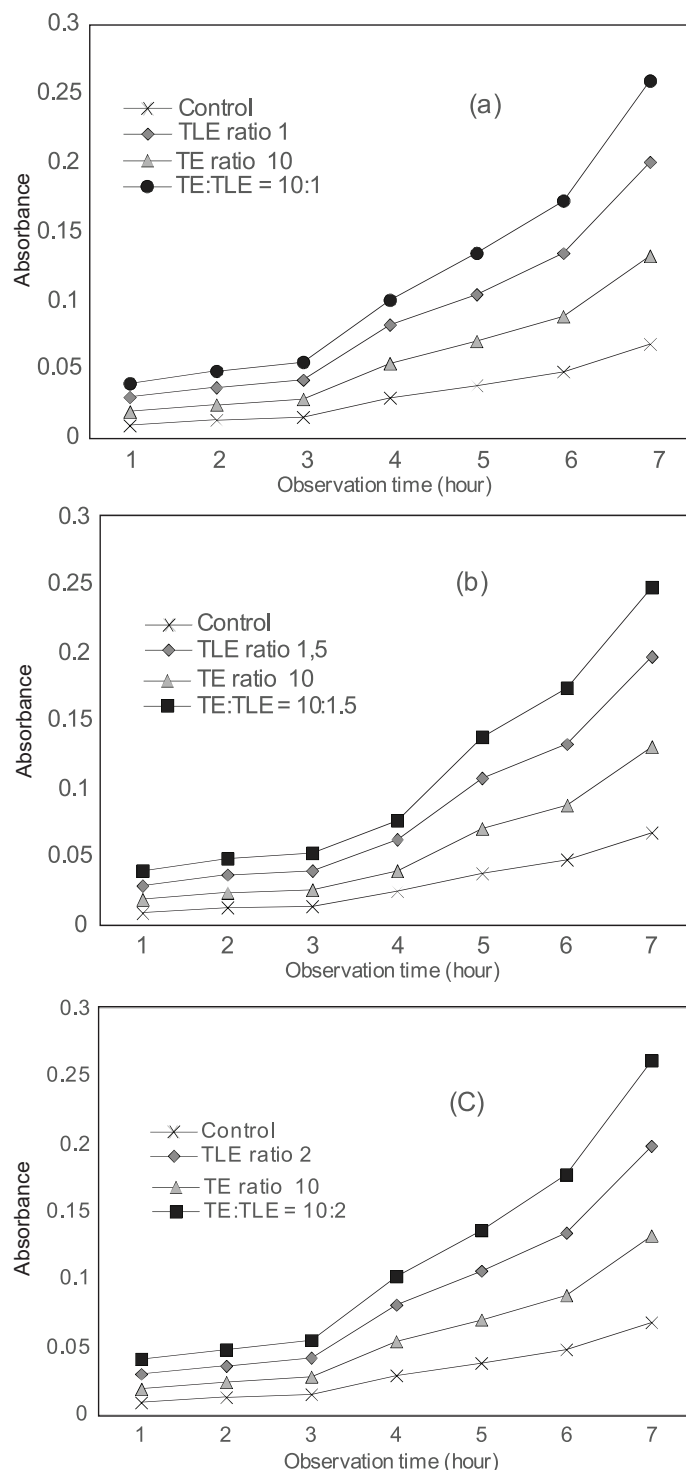 0.3
0.25
0.2
0.15
0.1
0.05
0
Absorbance
Control
TLE ratio 1
TE ratio 10
TE:TLE = 10:1
(a)
1 2 3 4 5 6 7
Observation time (hour)
0.3
0.25
0.2
0.15
0.1
0.05
0
Absorbance
Control
TLE ratio 1,5
TE ratio 10
TE:TLE = 10:1.5
(b)
1 2 3 4 5 6 7
Observation time (hour)
0.3
0.25
0.2
0.15
0.1
0.05
0
Absorbance
Control
TLE ratio 2
TE ratio 10
TE:TLE = 10:2
(C)
1 2 3 4 5 6 7
Observation time (hour)